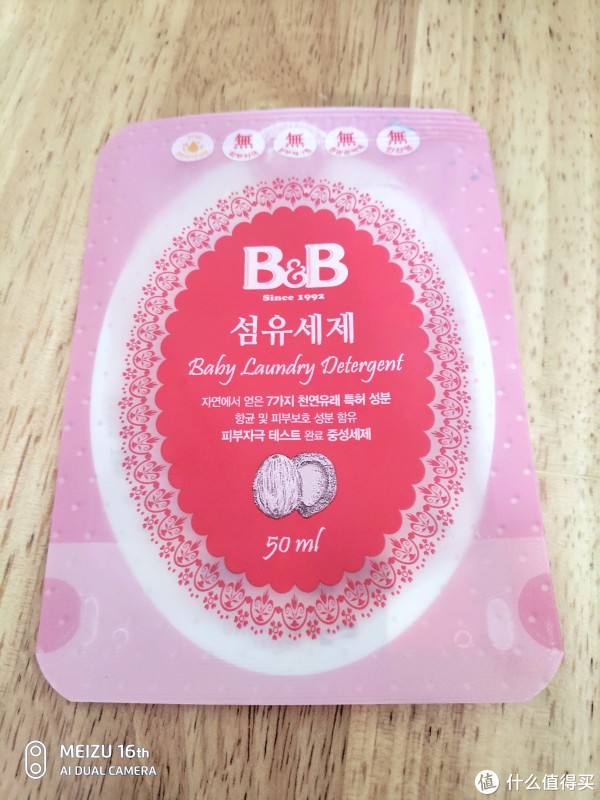 無
無
無
無
B&B
Since 1992
섬유세제
Baby Laundry Detergent
자연에서 얻은 7가지 천연유래 특허 성분
항균 및 피부보호 성분 함유
피부자극 테스트 완료 중성세제
50 ml
MEIZU 16th
AI DUAL CAMERA
值 什么值得买